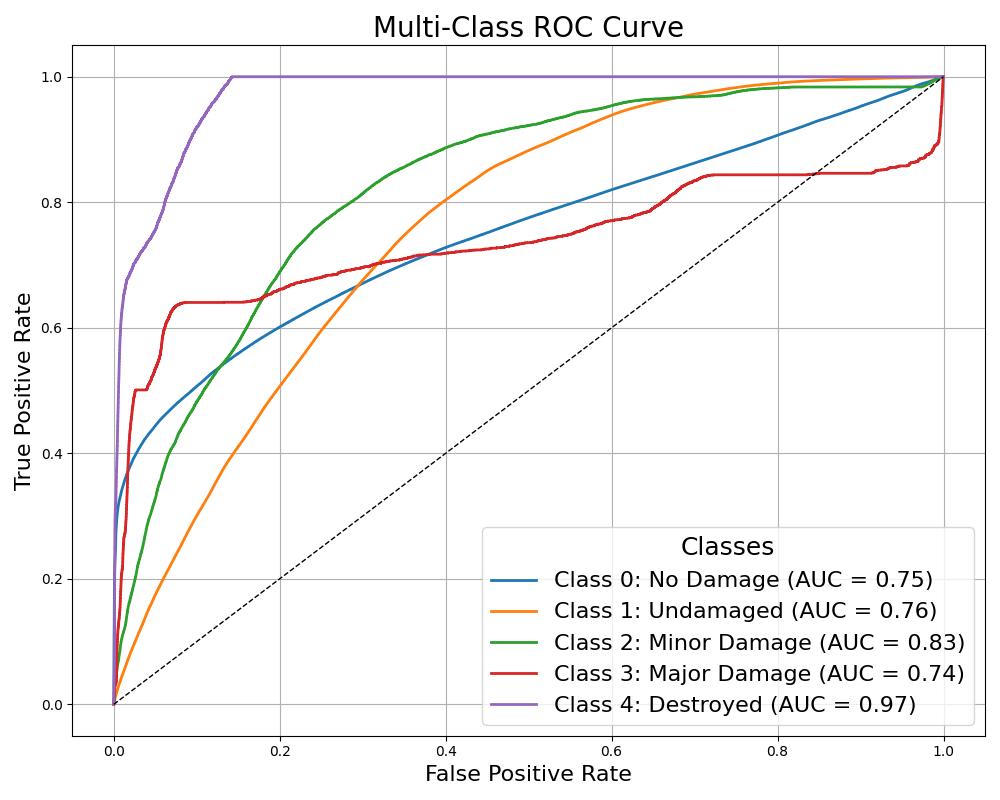 Multi-Class ROC Curve
True Positive Rate
1.0
0.8
0.6
0.4
0.2
0.0
Classes
Class 0: No Damage (AUC = 0.75)
Class 1: Undamaged (AUC = 0.76)
Class 2: Minor Damage (AUC = 0.83)
Class 3: Major Damage (AUC = 0.74)
Class 4: Destroyed (AUC = 0.97)
0.0 0.2 0.4 0.6 0.8 1.0
False Positive Rate